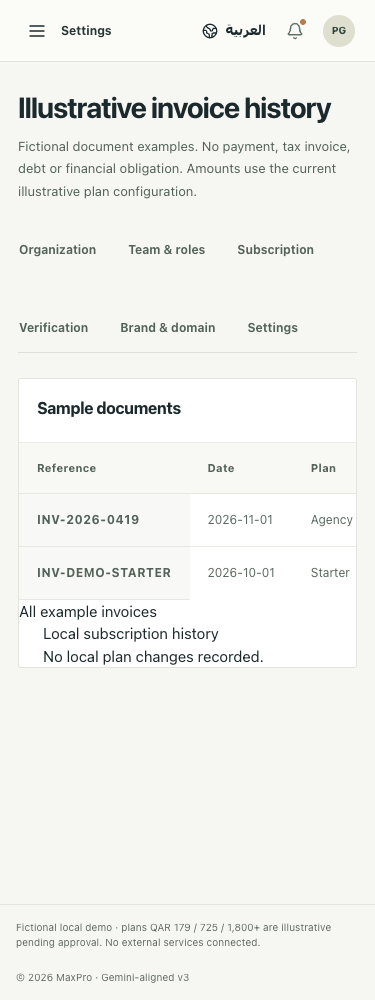 Settings
العربية
PG
Illustrative invoice history
Fictional document examples. No payment, tax invoice,
debt or financial obligation. Amounts use the current
illustrative plan configuration.
Organization Team & roles Subscription
Verification Brand & domain Settings
Sample documents
Reference Date Plan
INV-2026-0419 2026-11-01 Agency
INV-DEMO-STARTER 2026-10-01 Starter
All example invoices
Local subscription history
No local plan changes recorded.
Fictional local demo · plans QAR 179 / 725 / 1,800+ are illustrative
pending approval. No external services connected.
© 2026 MaxPro · Gemini-aligned v3